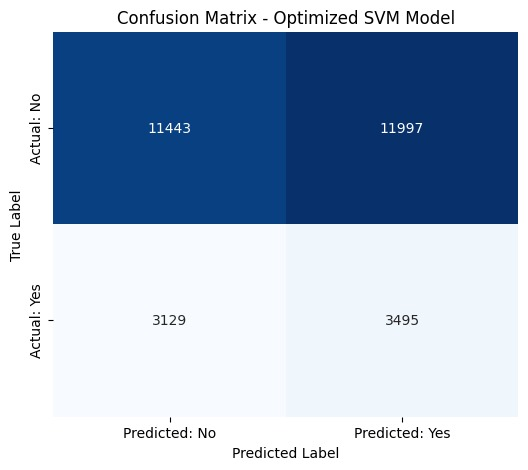 Confusion Matrix - Optimized SVM Model
True Label
Actual: No
11443 11997
Actual: Yes
3129 3495
Predicted: No Predicted: Yes
Predicted Label